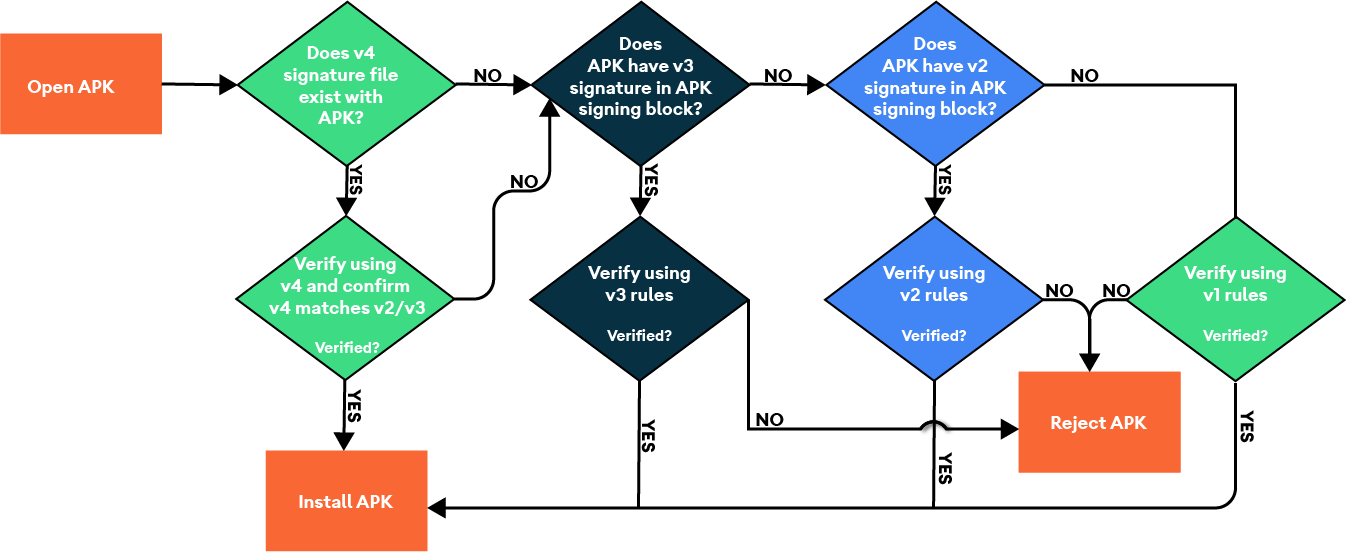 Open APK
Does v4
signature file
exist with
APK?
NO
Does
APK have v3
signature in APK
signing block?
NO
Does
APK have v2
signature in APK
signing block?
NO
YES
YES
YES
NO
Verify using
v4 and confirm
v4 matches v2/v3
Verified?
Verify using
v3 rules
Verified?
Verify using
v2 rules
Verified?
NO
NO
Verify using
v1 rules
Verified?
YES
YES
NO
YES
YES
Reject APK
Install APK